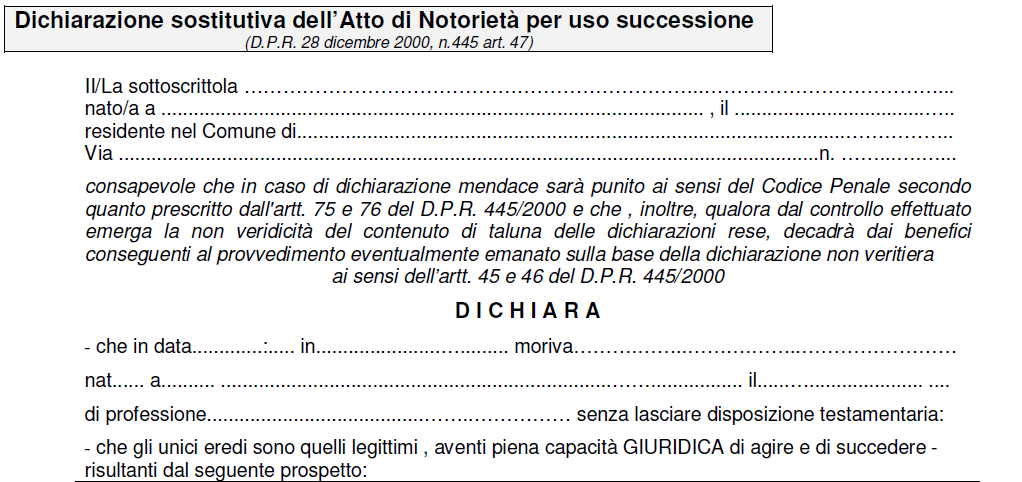 Dichiarazione sostitutiva dell'Atto di Notorietà per uso successione
(D.P.R. 28 dicembre 2000, n.445 art. 47)
Il/La sottoscrittola ……………………………………………………………..………………………………...
nato/a a .................................................................................................... , il ......................................
residente nel Comune di.....................................................................................................……………..
Via .................................................................................................................................n. ……...……...
consapevole che in caso di dichiarazione mendace sarà punito ai sensi del Codice Penale secondo
quanto prescritto dall'artt. 75 e 76 del D.P.R. 445/2000 e che , inoltre, qualora dal controllo effettuato
emerga la non veridicità del contenuto di taluna delle dichiarazioni rese, decadrà dai benefici
conseguenti al provvedimento eventualmente emanato sulla base della dichiarazione non veritiera
ai sensi dell'artt. 45 e 46 del D.P.R. 445/2000
D I C H I A R A
- che in data.............:..... in.......................…......... moriva………..……..……………..……………………
nat...... a.......... ........................................................................……................. il.....…..................... ....
di professione........................................……..…………… senza lasciare disposizione testamentaria:
- che gli unici eredi sono quelli legittimi , aventi piena capacità GIURIDICA di agire e di succedere -
risultanti dal seguente prospetto: